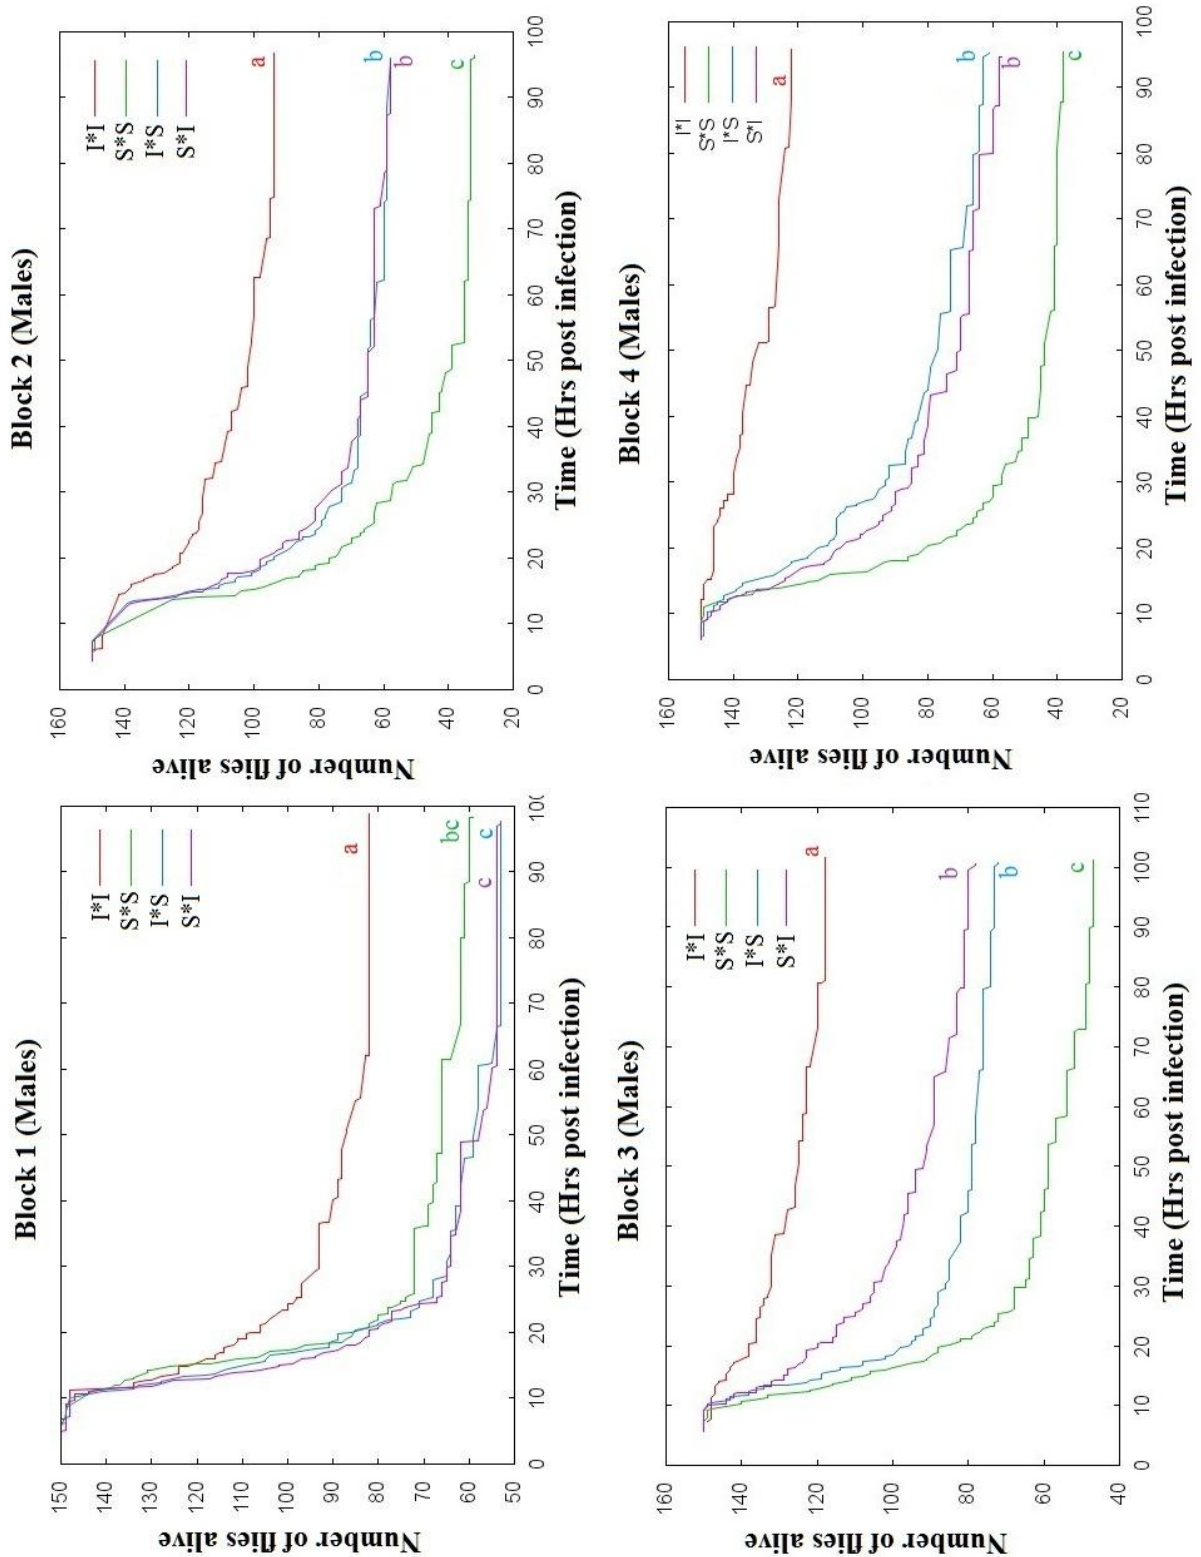 Block 1 (Males)
Number of flies alive
150
140
130
120
110
100
90
80
70
60
50
I*I
S*S
I*S
S*I
a
bc
c
c
0 10 20 30 40 50 60 70 80 90
Time (Hrs post infection)
Block 2 (Males)
Number of flies alive
160
140
120
100
80
60
40
20
I*I
S*S
I*S
S*I
a
b
b
c
0 10 20 30 40 50 60 70 80 90 100
Time (Hrs post infection)
Block 3 (Males)
Number of flies alive
160
140
120
100
80
60
40
I*I
S*S
I*S
S*I
a
b
b
c
0 10 20 30 40 50 60 70 80 90 100 110
Time (Hrs post infection)
Block 4 (Males)
Number of flies alive
160
140
120
100
80
60
40
20
I*I
S*S
S*I
I*S
a
b
b
c
0 10 20 30 40 50 60 70 80 90 100
Time (Hrs post infection)